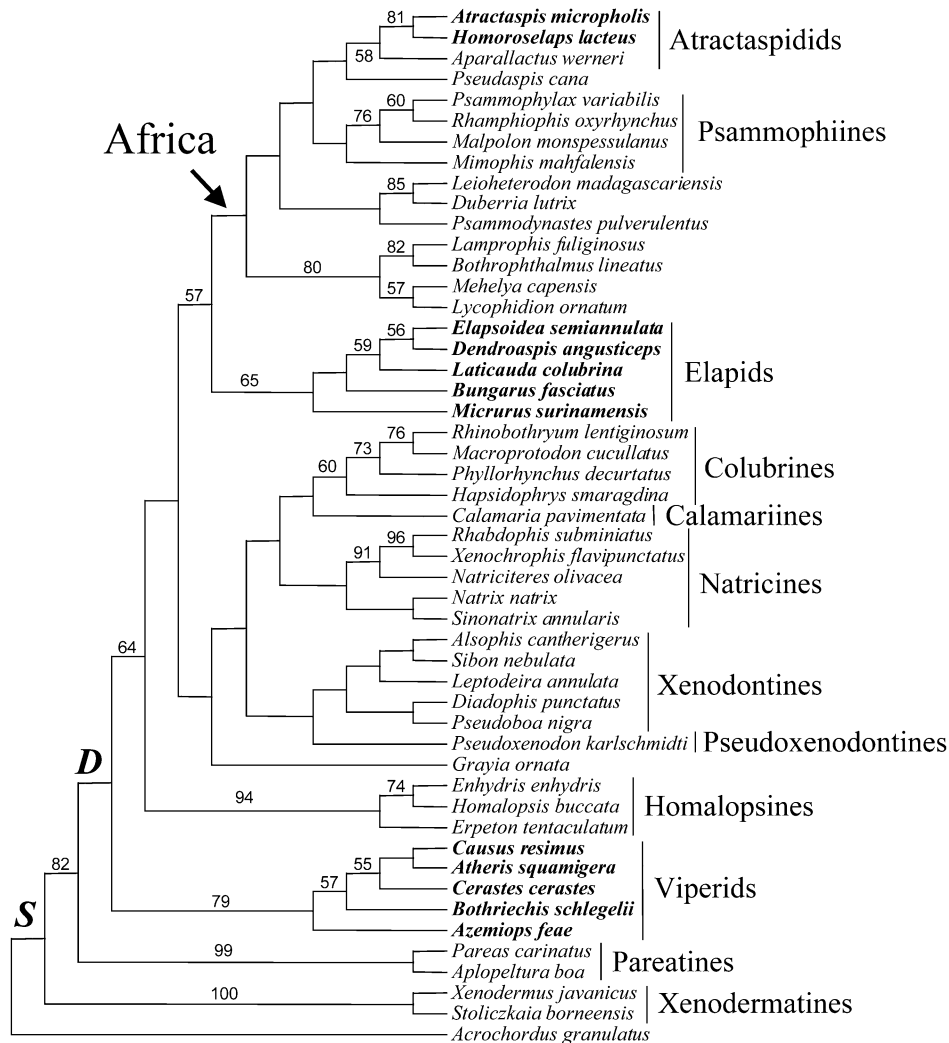 81
Atractaspis micropholis
Homoroselaps lacteus
58
Aparallactus werneri
Atractaspidids
Pseudaspis cana
60
Psammophylax variabilis
76
Rhamphiophis oxyrhynchus
Malpolon monspessulanus
Mimophis mahfalensis
Psammophiines
Africa
85
Leioheterodon madagascariensis
Duberria lutrix
Psammodynastes pulverulentus
82
Lamprophis fuliginosus
80
Bothrophthalmus lineatus
57
Mehelya capensis
Lycophidion ornatum
57
56
Elapsoidea semiannulata
59
Dendroaspis angusticeps
Laticauda colubrina
65
Bungarus fasciatus
Micrurus surinamensis
Elapids
76
Rhinobothryum lentiginosum
73
Macroprotodon cucullatus
60
Phyllorhynchus decurtatus
Hapsidophrys smaragdina
Colubrines
Calamaria pavimentata
Calamariines
96
Rhabdophis subminiatus
91
Xenochrophis flavipunctatus
Natriciteres olivacea
Natrix natrix
Sinonatrix annularis
Natricines
64
Alsophis cantherigerus
Sibon nebulata
Leptodeira annulata
Diadophis punctatus
Pseudoboa nigra
Xenodontines
Pseudoxenodon karlschmidti
Pseudoxenodontines
Grayia ornata
D
74
Enhydris enhydris
94
Homalopsis buccata
Erpeton tentaculatum
Homalopsines
82
Causus resimus
55
Atheris squamigera
57
Cerastes cerastes
79
Bothriechis schlegelii
Azemiops feae
Viperids
S
99
Pareas carinatus
Aplopeltura boa
Pareatines
100
Xenodermus javanicus
Stoliczkaia borneensis
Xenodermatines
Acrochordus granulatus